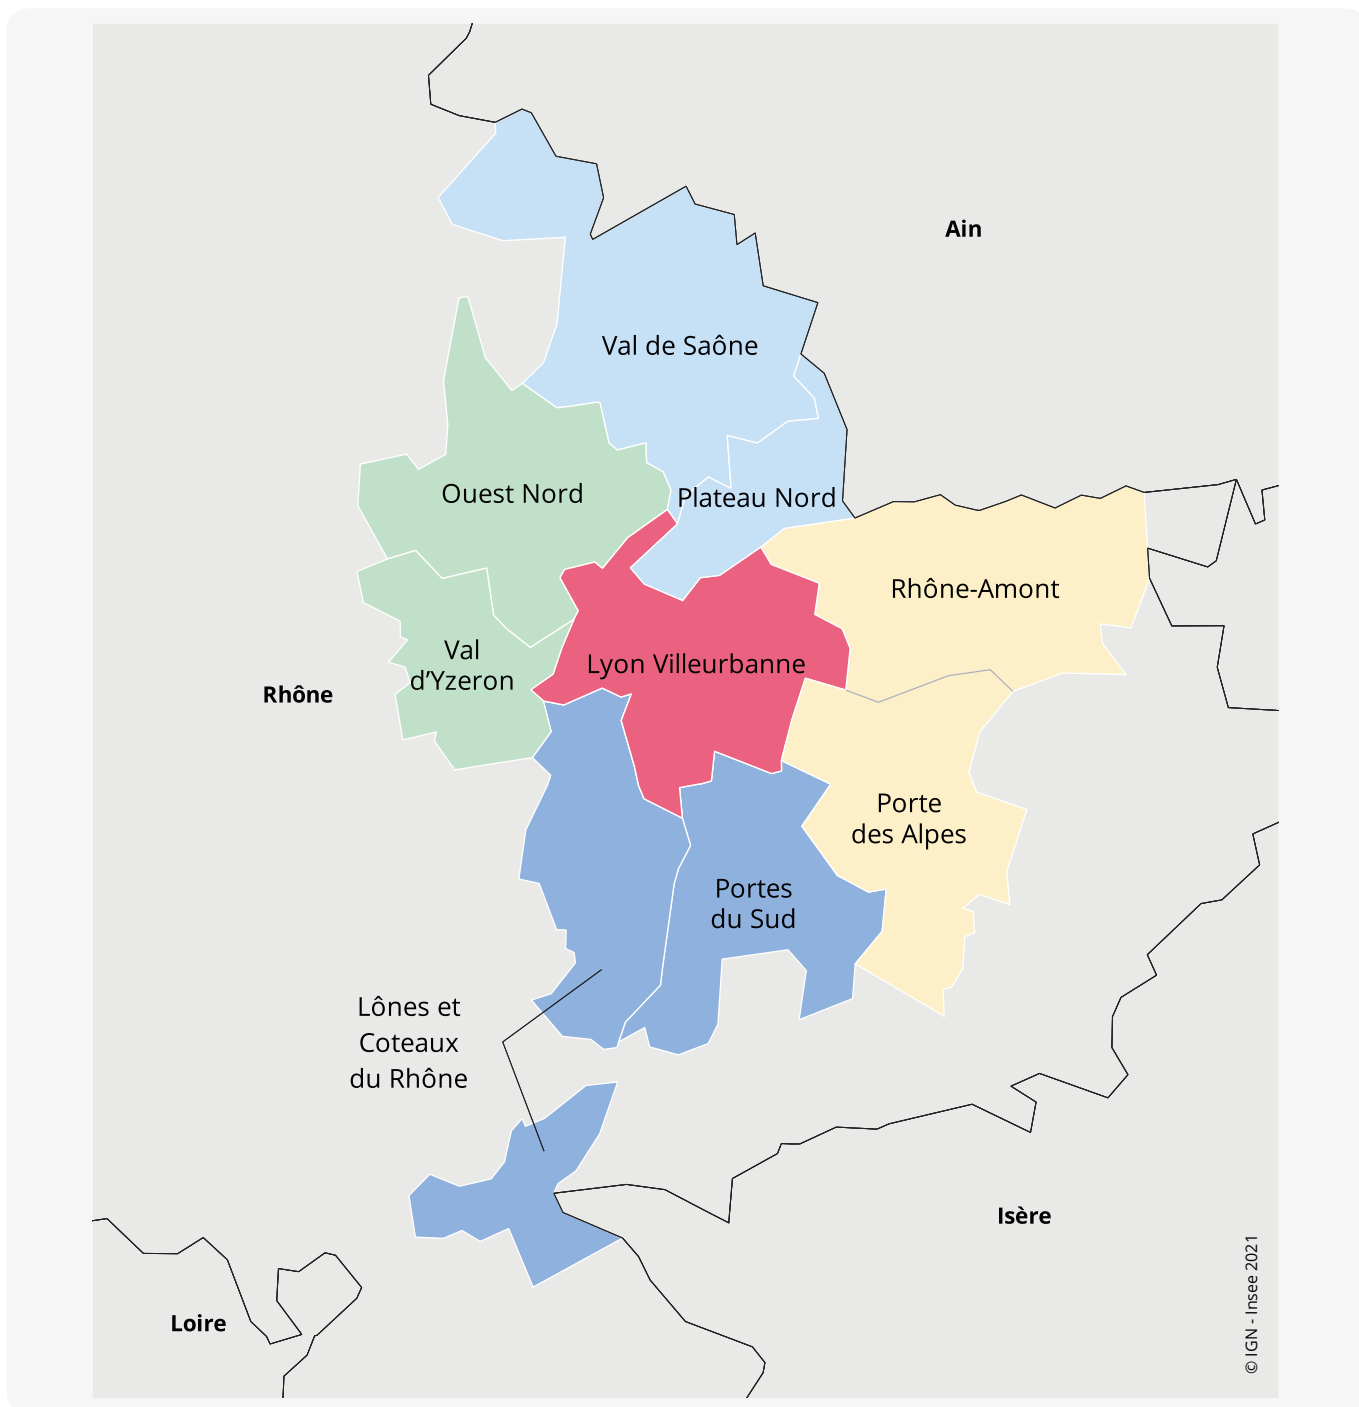 Ain
Val de Saône
Ouest Nord
Plateau Nord
Rhône-Amont
Val
d’Yzeron
Lyon Villeurbanne
Rhône
Porte
des Alpes
Portes
du Sud
Lônes et
Coteaux
du Rhône
Isère
Loire
© IGN - Insee 2021